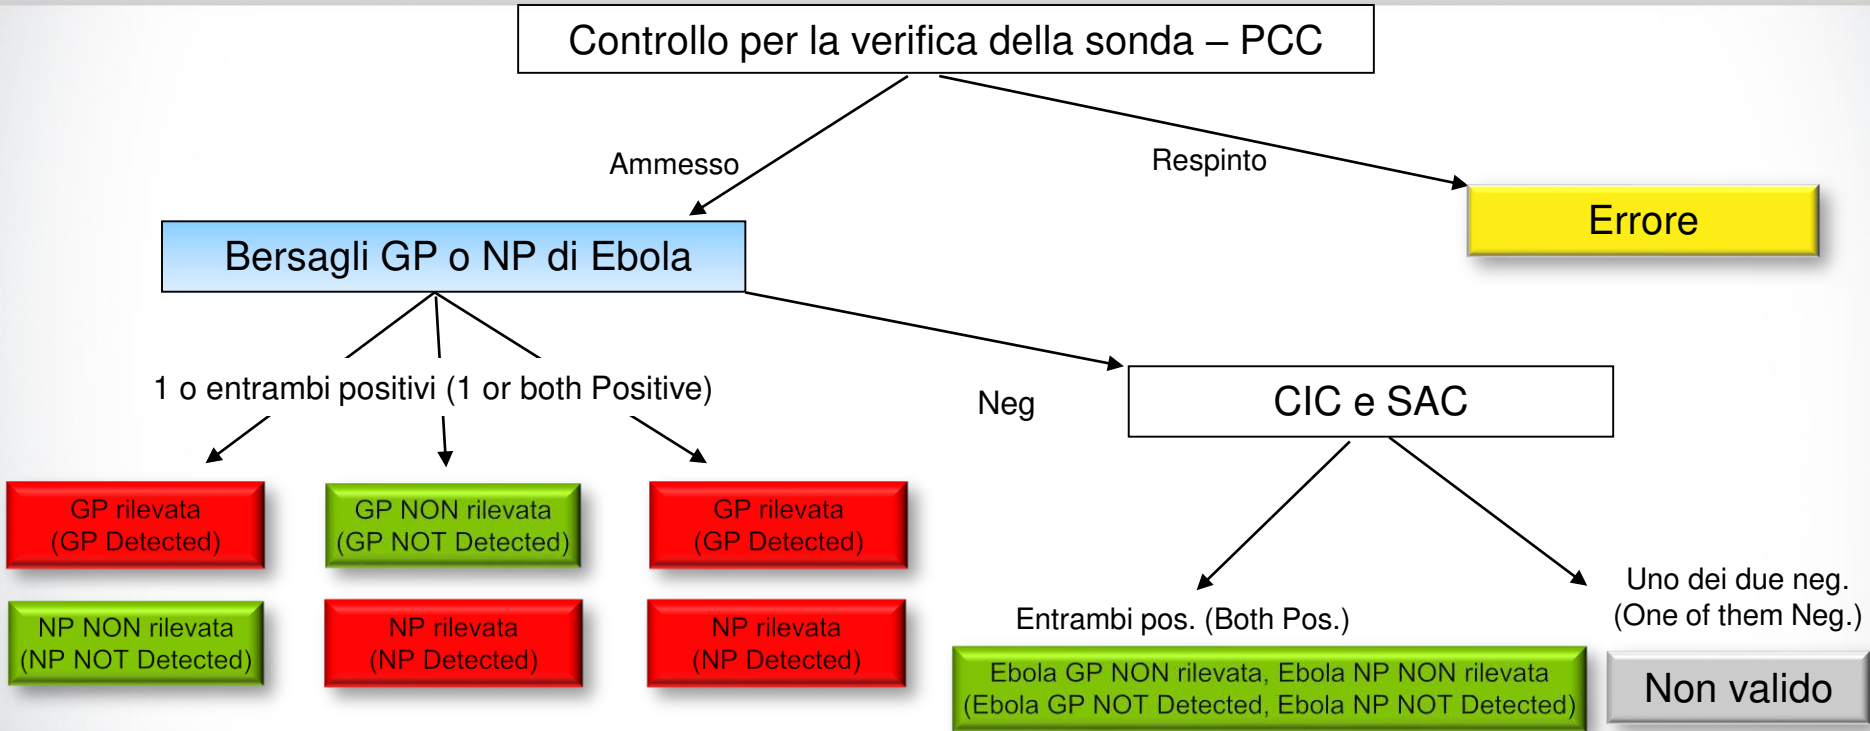 Controllo per la verifica della sonda – PCC
Ammesso
Respinto
Errore
Bersagli GP o NP di Ebola
1 o entrambi positivi (1 or both Positive)
Neg
CIC e SAC
GP rilevata
(GP Detected)
GP NON rilevata
(GP NOT Detected)
GP rilevata
(GP Detected)
NP NON rilevata
(NP NOT Detected)
NP rilevata
(NP Detected)
NP rilevata
(NP Detected)
Entrambi pos. (Both Pos.)
Uno dei due neg.
(One of them Neg.)
Ebola GP NON rilevata, Ebola NP NON rilevata
(Ebola GP NOT Detected, Ebola NP NOT Detected)
Non valido